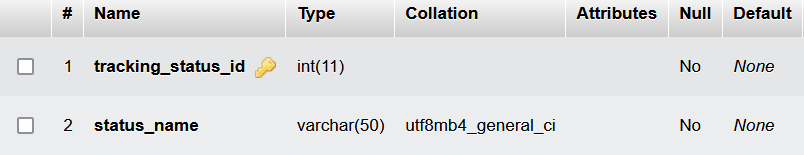 # Name Type Collation Attributes Null Default
1 tracking_status_id int(11) No None
2 status_name varchar(50) utf8mb4_general_ci No None